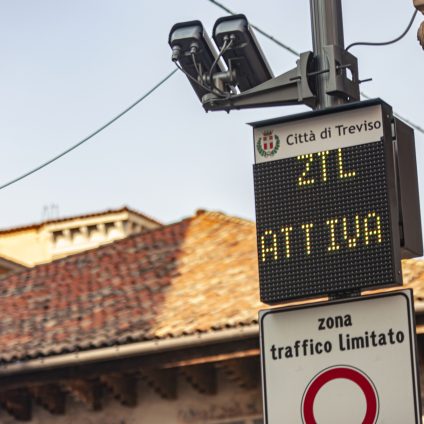 Città di Treviso
ZTL
ATTIVA
zona
traffico limitato